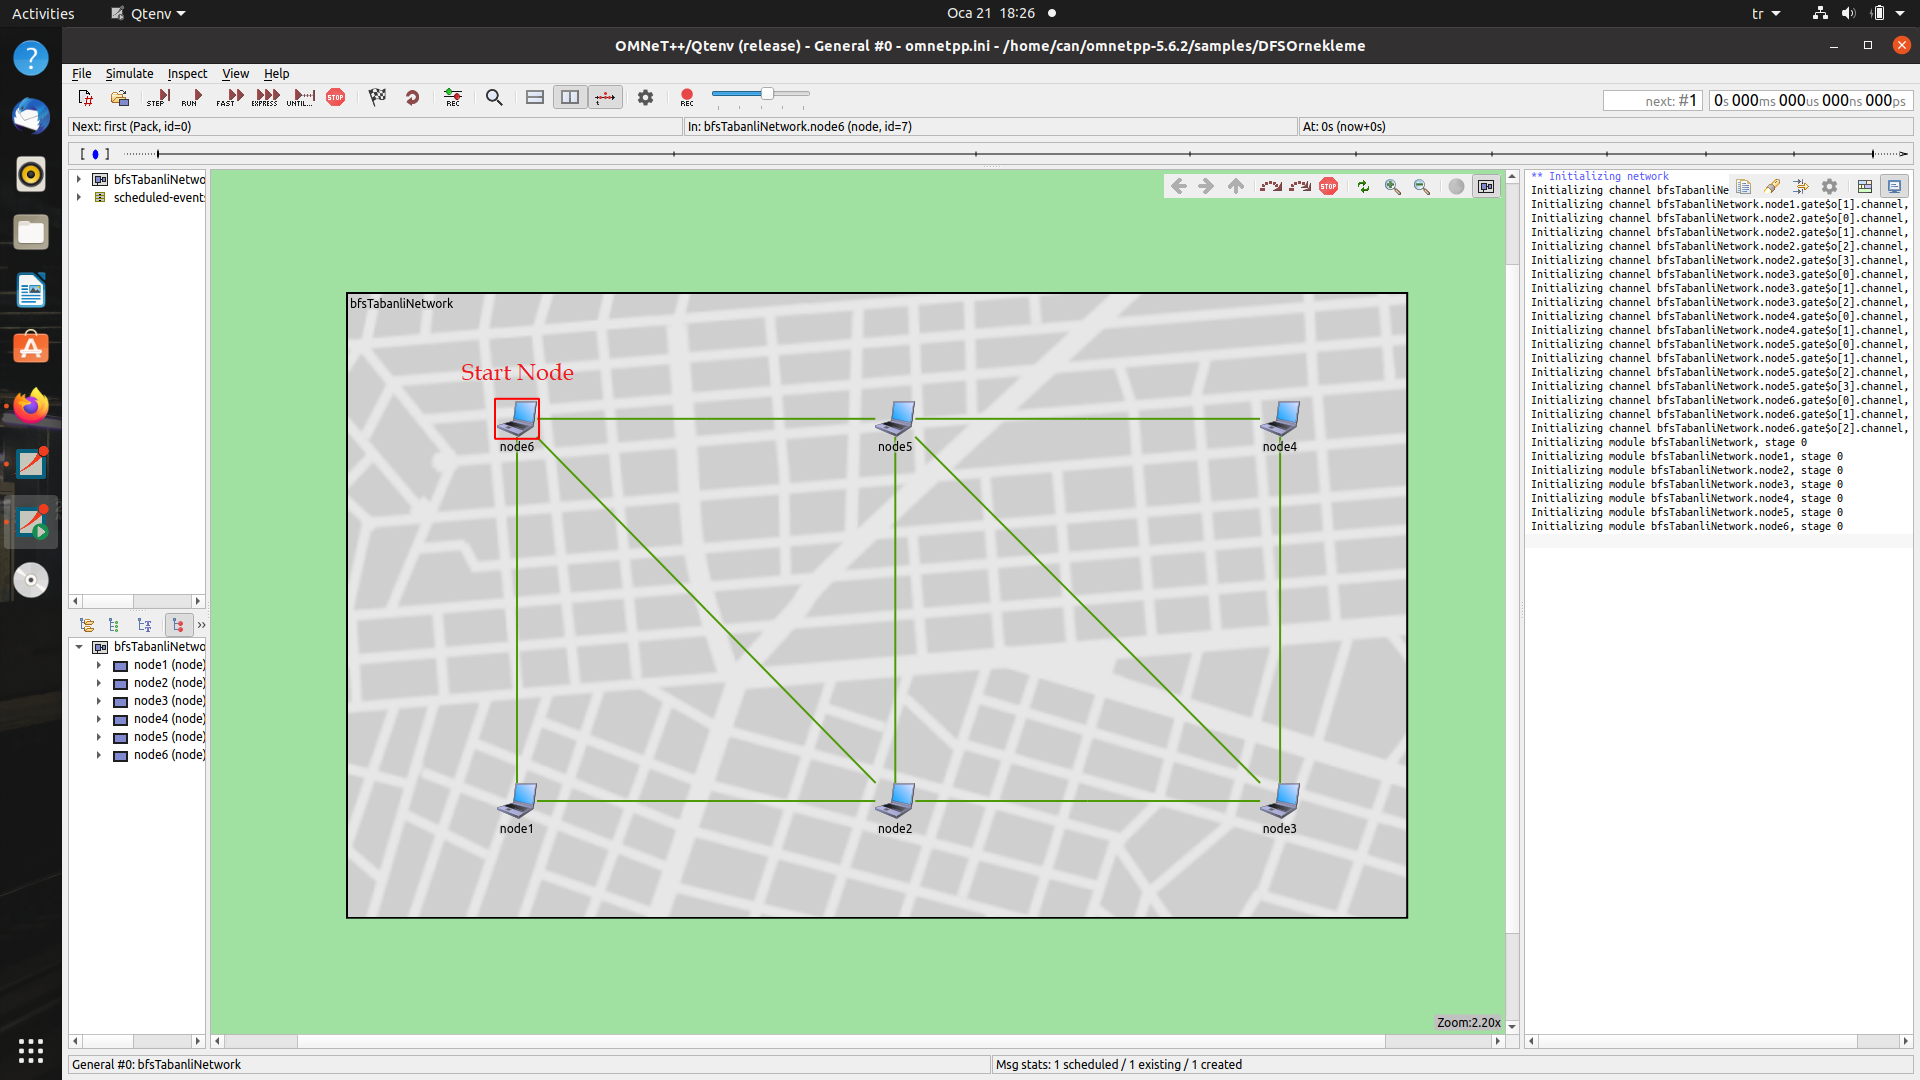 Activities
Qtenv
Oca 21 18:26
tr
OMNeT++/Qtenv (release) - General #0 - omnetpp.ini - /home/can/omnetpp-5.6.2/samples/DFSOrnekleme
File Simulate Inspect View Help
STEP RUN FAST EXPRESS UNTIL... STOP REC REC
next: #1
0s 000ms 000us 000ns 000ps
Next: first (Pack, id=0)
In: bfsTabanliNetwork.node6 (node, id=7)
At: 0s (now+0s)
bfsTabanliNetwo
scheduled-event
bfsTabanliNetwo
node1 (node)
node2 (node)
node3 (node)
node4 (node)
node5 (node)
node6 (node)
STOP
bfsTabanliNetwork
Start Node
node6
node5
node4
node1
node2
node3
Zoom:2.20x
** Initializing network
Initializing channel bfsTabanliNe
Initializing channel bfsTabanliNetwork.node1.gate$o[1].channel,
Initializing channel bfsTabanliNetwork.node2.gate$o[0].channel,
Initializing channel bfsTabanliNetwork.node2.gate$o[1].channel,
Initializing channel bfsTabanliNetwork.node2.gate$o[2].channel,
Initializing channel bfsTabanliNetwork.node2.gate$o[3].channel,
Initializing channel bfsTabanliNetwork.node3.gate$o[0].channel,
Initializing channel bfsTabanliNetwork.node3.gate$o[1].channel,
Initializing channel bfsTabanliNetwork.node3.gate$o[2].channel,
Initializing channel bfsTabanliNetwork.node4.gate$o[0].channel,
Initializing channel bfsTabanliNetwork.node4.gate$o[1].channel,
Initializing channel bfsTabanliNetwork.node5.gate$o[0].channel,
Initializing channel bfsTabanliNetwork.node5.gate$o[1].channel,
Initializing channel bfsTabanliNetwork.node5.gate$o[2].channel,
Initializing channel bfsTabanliNetwork.node5.gate$o[3].channel,
Initializing channel bfsTabanliNetwork.node6.gate$o[0].channel,
Initializing channel bfsTabanliNetwork.node6.gate$o[1].channel,
Initializing channel bfsTabanliNetwork.node6.gate$o[2].channel,
Initializing module bfsTabanliNetwork, stage 0
Initializing module bfsTabanliNetwork.node1, stage 0
Initializing module bfsTabanliNetwork.node2, stage 0
Initializing module bfsTabanliNetwork.node3, stage 0
Initializing module bfsTabanliNetwork.node4, stage 0
Initializing module bfsTabanliNetwork.node5, stage 0
Initializing module bfsTabanliNetwork.node6, stage 0
General #0: bfsTabanliNetwork
Msg stats: 1 scheduled / 1 existing / 1 created